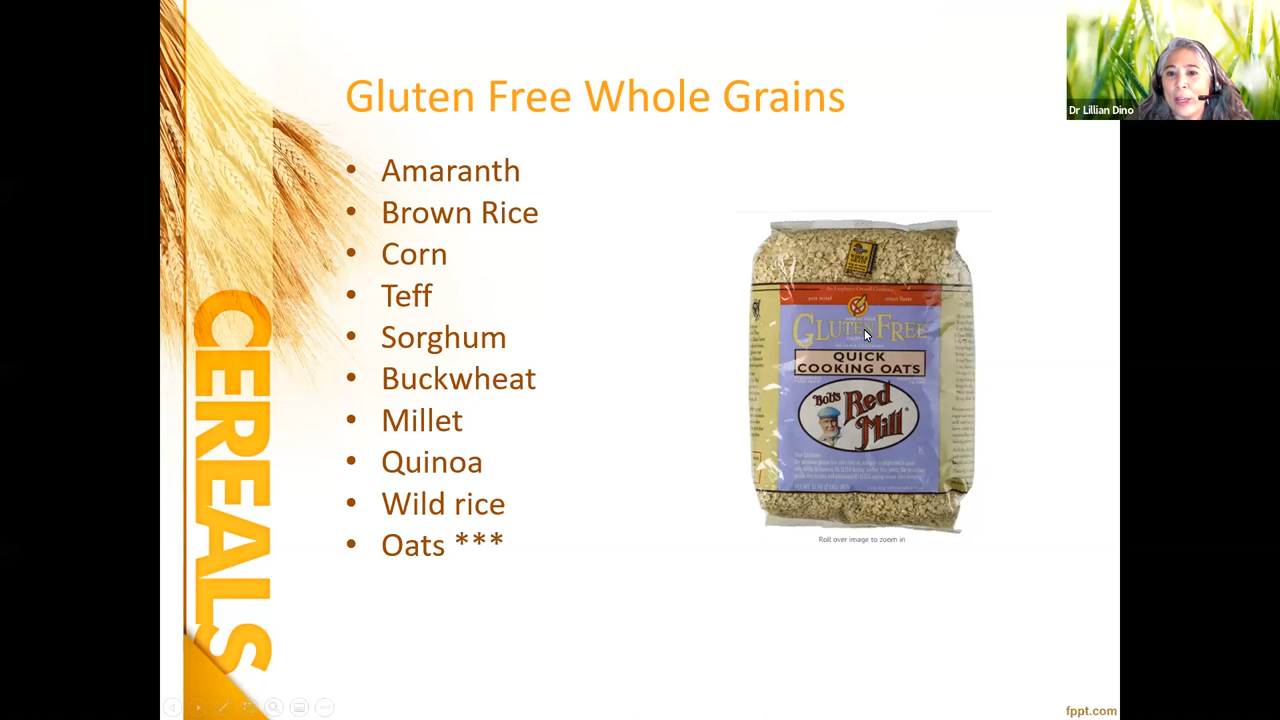 Gluten Free Whole Grains
• Amaranth
• Brown Rice
• Corn
• Teff
• Sorghum
• Buckwheat
• Millet
• Quinoa
• Wild rice
• Oats ***
CEREALS
GLUTEN FREE
QUICK
COOKING OATS
Bob's
Red
Mill
Roll over image to zoom in
Dr Lillian Dino
fppt.com